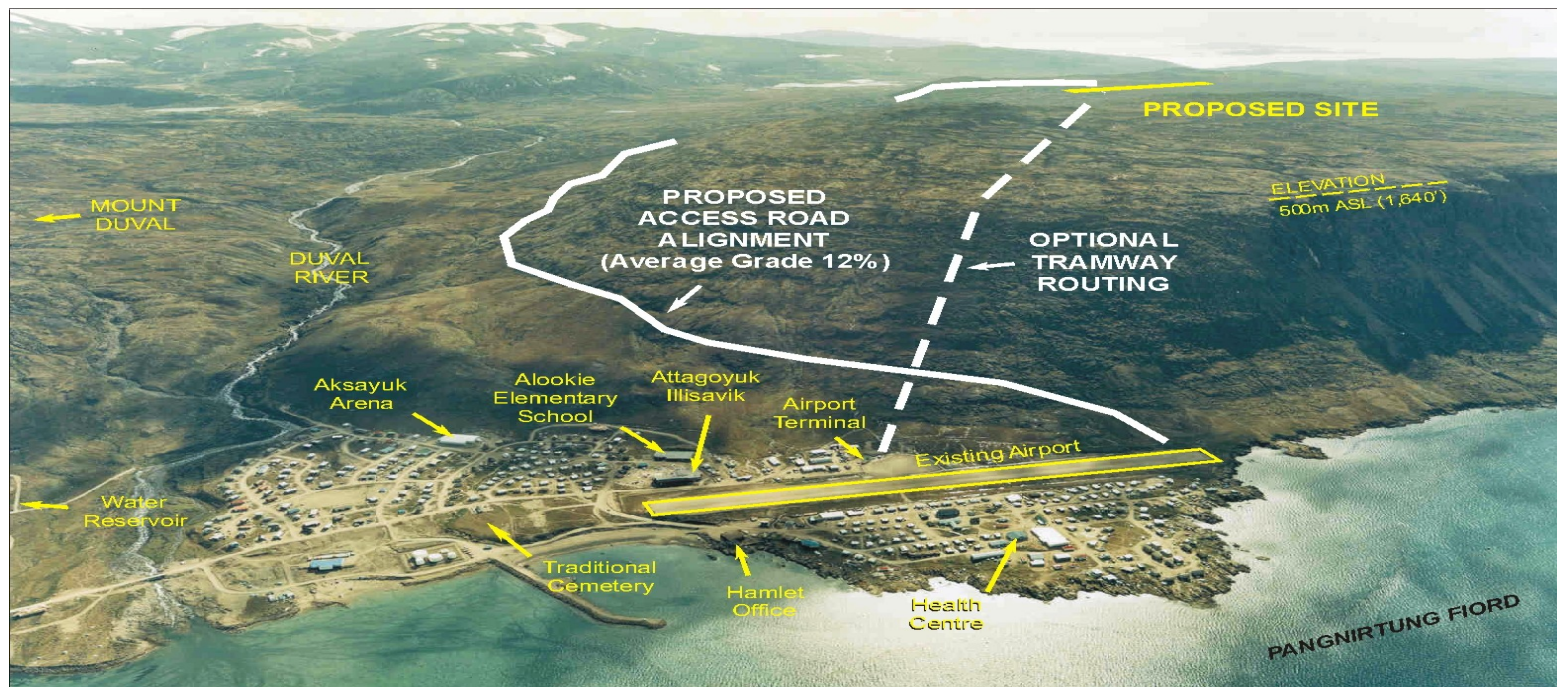 PROPOSED SITE
ELEVATION
500m ASL (1,640')
PROPOSED
ACCESS ROAD
ALIGNMENT
(Average Grade 12%)
MOUNT
DUVAL
OPTIONAL
TRAMWAY
ROUTING
DUVAL
RIVER
Aksayuk
Arena
Alookie
Elementary
School
Attagoyuk
Illisavik
Airport
Terminal
Existing Airport
Water
Reservoir
Traditional
Cemetery
Hamlet
Office
Health
Centre
PANGNIRTUNG FIORD